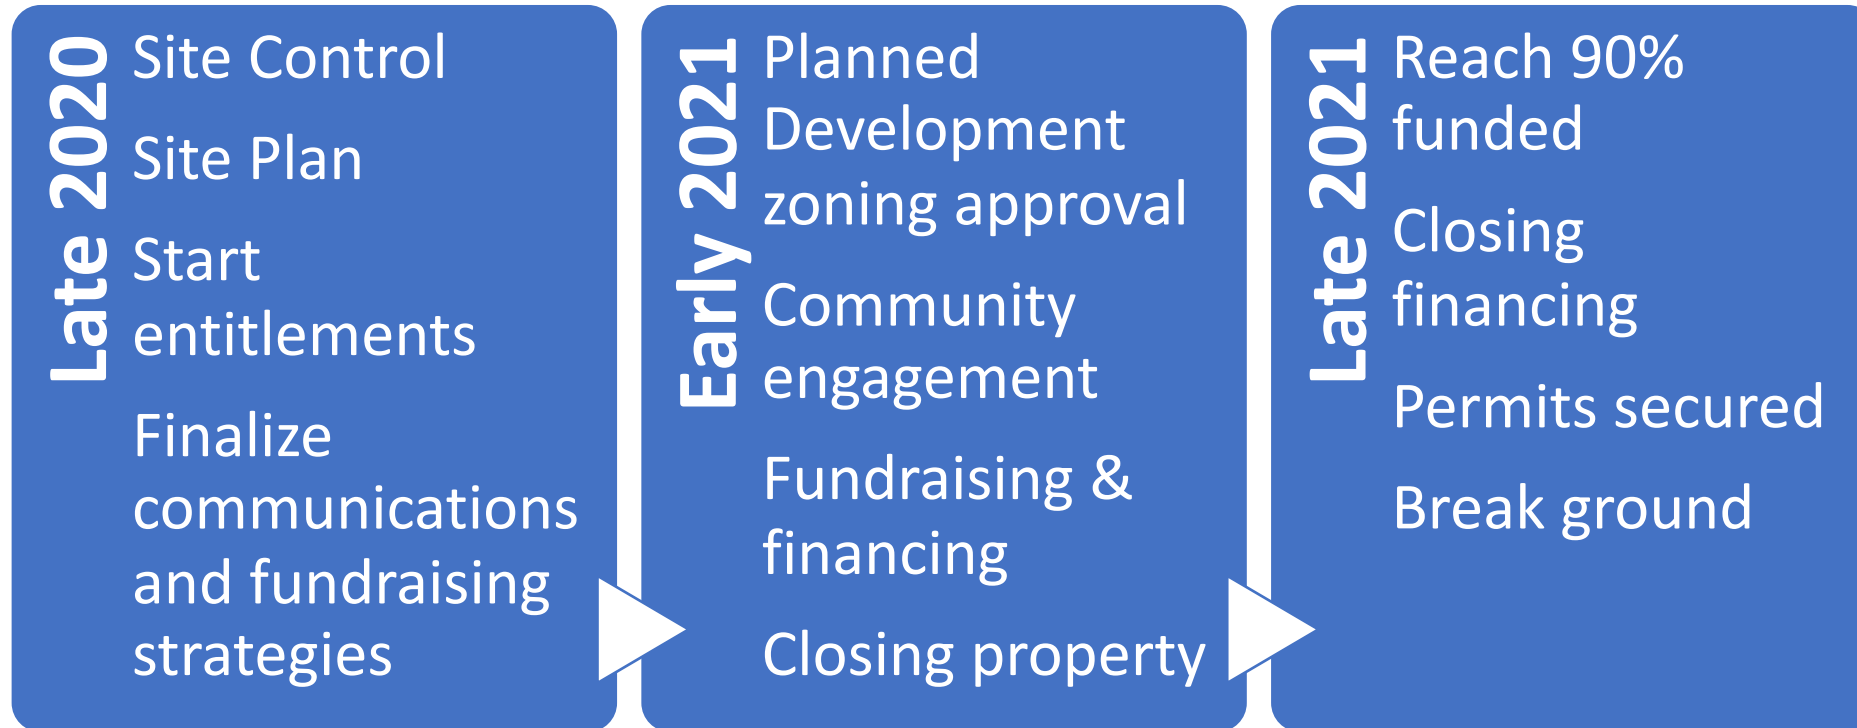 Late 2020
Site Control
Site Plan
Start
entitlements
Finalize
communications
and fundraising
strategies
Early 2021
Planned
Development
zoning approval
Community
engagement
Fundraising &
financing
Closing property
Late 2021
Reach 90%
funded
Closing
financing
Permits secured
Break ground